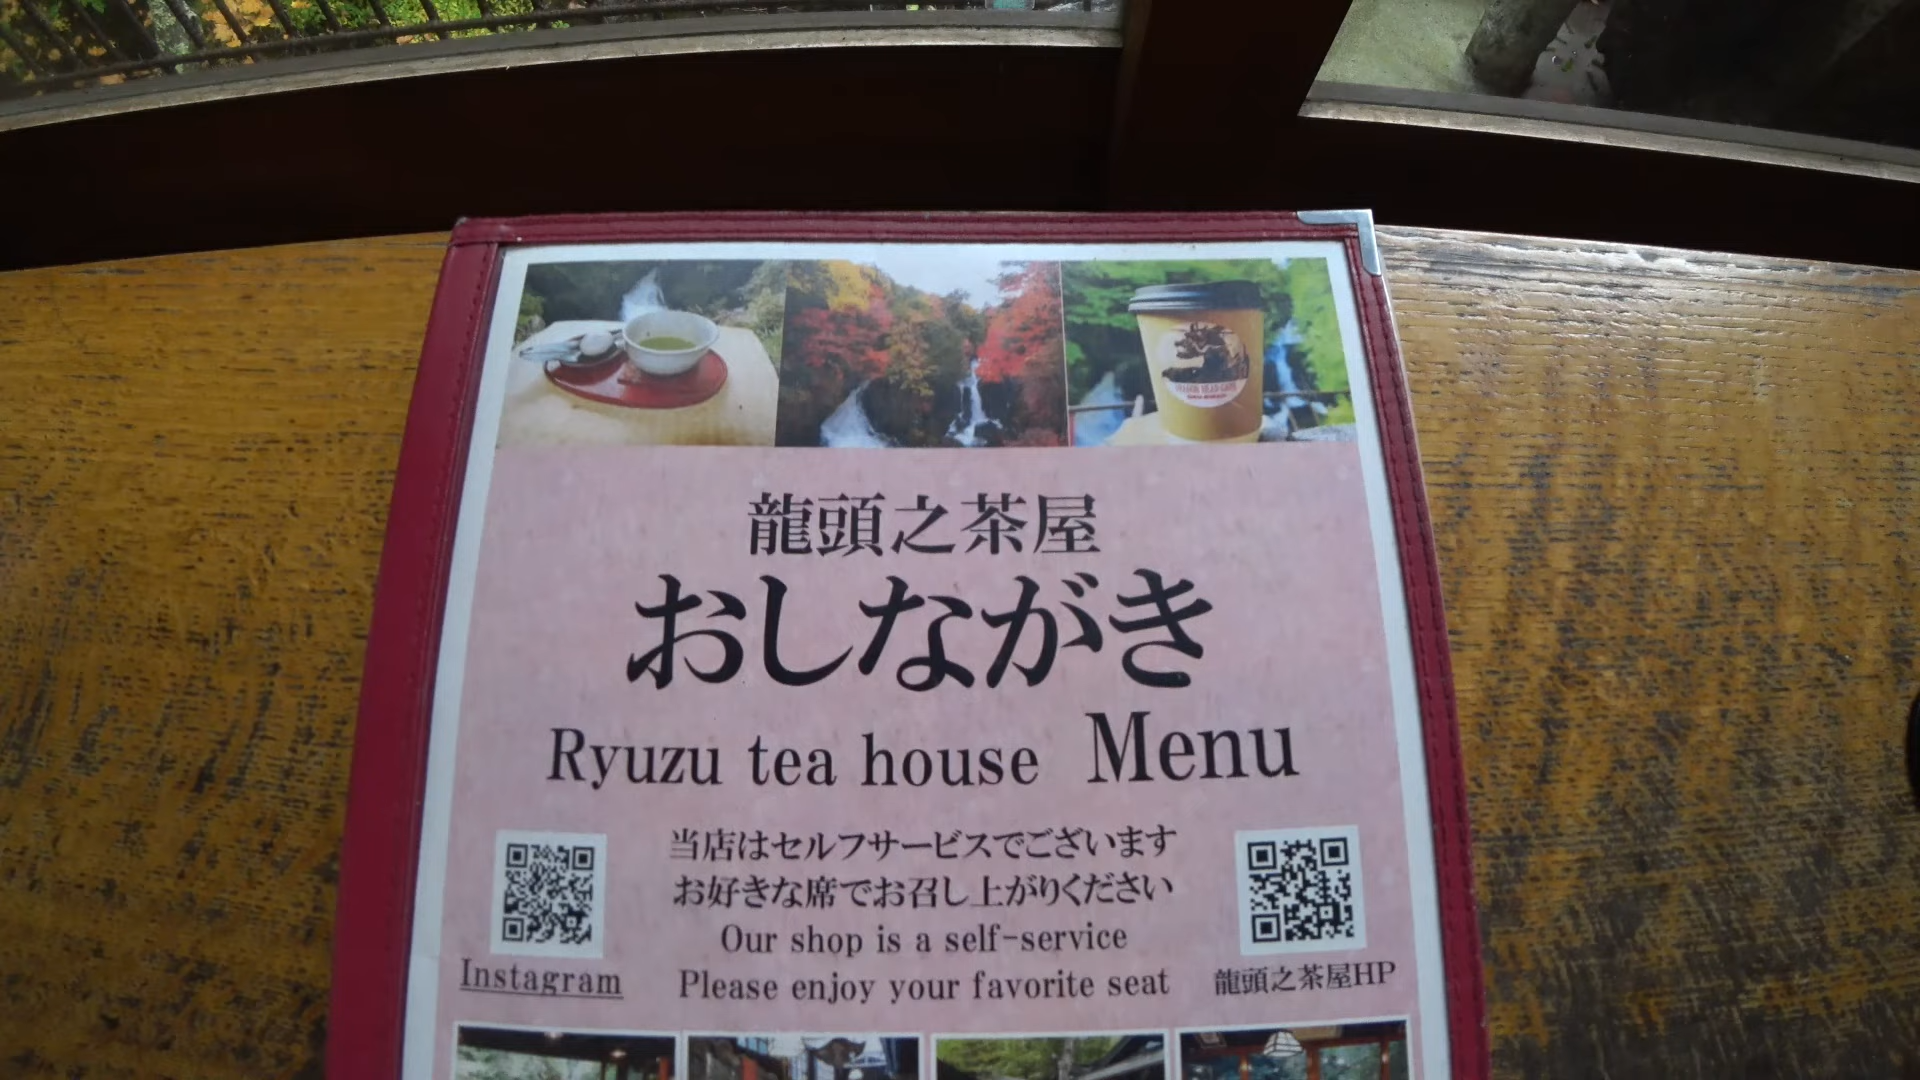 龍頭之茶屋
おしながき
Ryuzu tea house Menu
当店はセルフサービスでございます
お好きな席でお召し上がりください
Our shop is a self-service
Please enjoy your favorite seat
Instagram
龍頭之茶屋HP